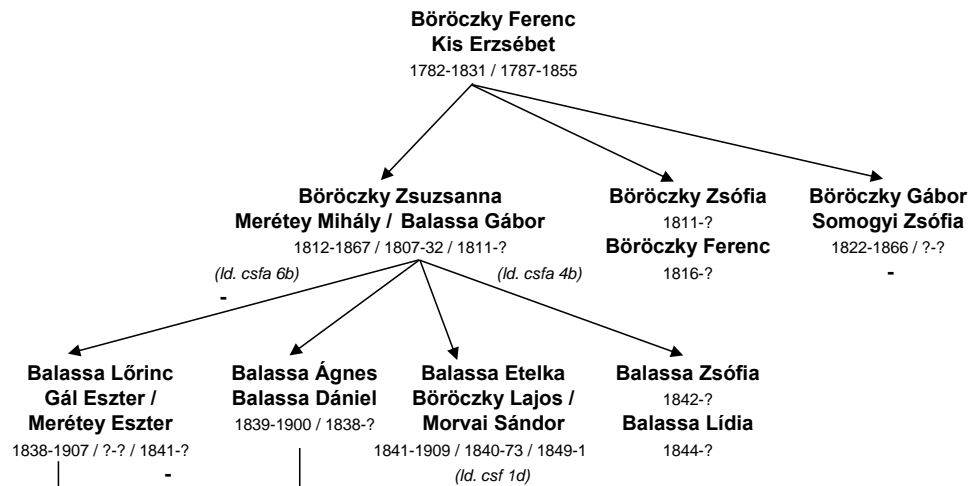 Böröczky Ferenc
Kis Erzsébet
1782-1831 / 1787-1855
Böröczky Zsuzsanna
Merétey Mihály / Balassa Gábor
1812-1867 / 1807-32 / 1811-?
(ld. csfa 6b)
(ld. csfa 4b)
-
Böröczky Zsófia
1811-?
Böröczky Ferenc
1816-?
Böröczky Gábor
Somogyi Zsófia
1822-1866 / ?-?
-
Balassa Lőrinc
Gál Eszter /
Merétey Eszter
1838-1907 / ?-? / 1841-?
-
Balassa Ágnes
Balassa Dániel
1839-1900 / 1838-?
Balassa Etelka
Böröczky Lajos /
Morvai Sándor
1841-1909 / 1840-73 / 1849-1
(ld. csf 1d)
Balassa Zsófia
1842-?
Balassa Lídia
1844-?